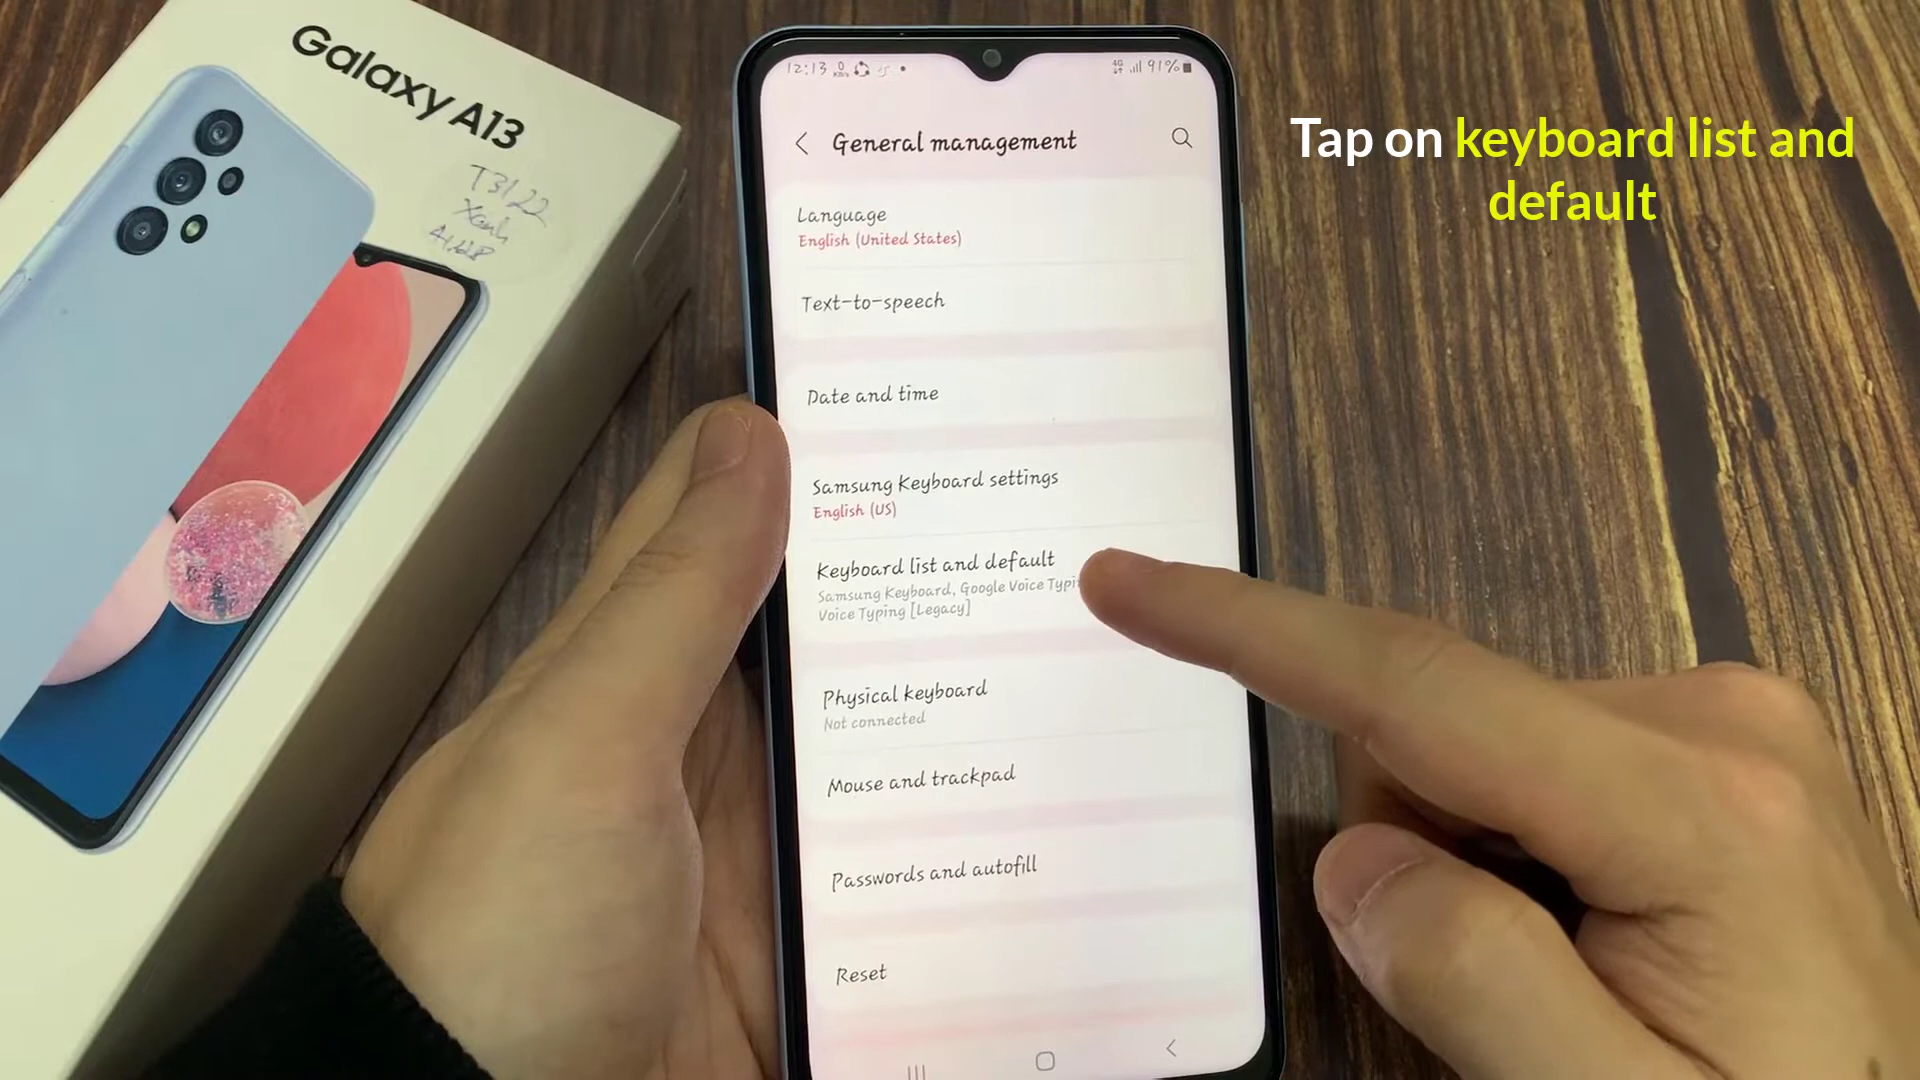 Galaxy A13
T3122
Xanh
12:13
91%
General management
Tap on keyboard list and
default
Language
English (United States)
Text-to-speech
Date and time
Samsung Keyboard settings
English (US)
Keyboard list and default
Samsung Keyboard, Google Voice Typi
Voice Typing [Legacy]
Physical keyboard
Not connected
Mouse and trackpad
Passwords and autofill
Reset